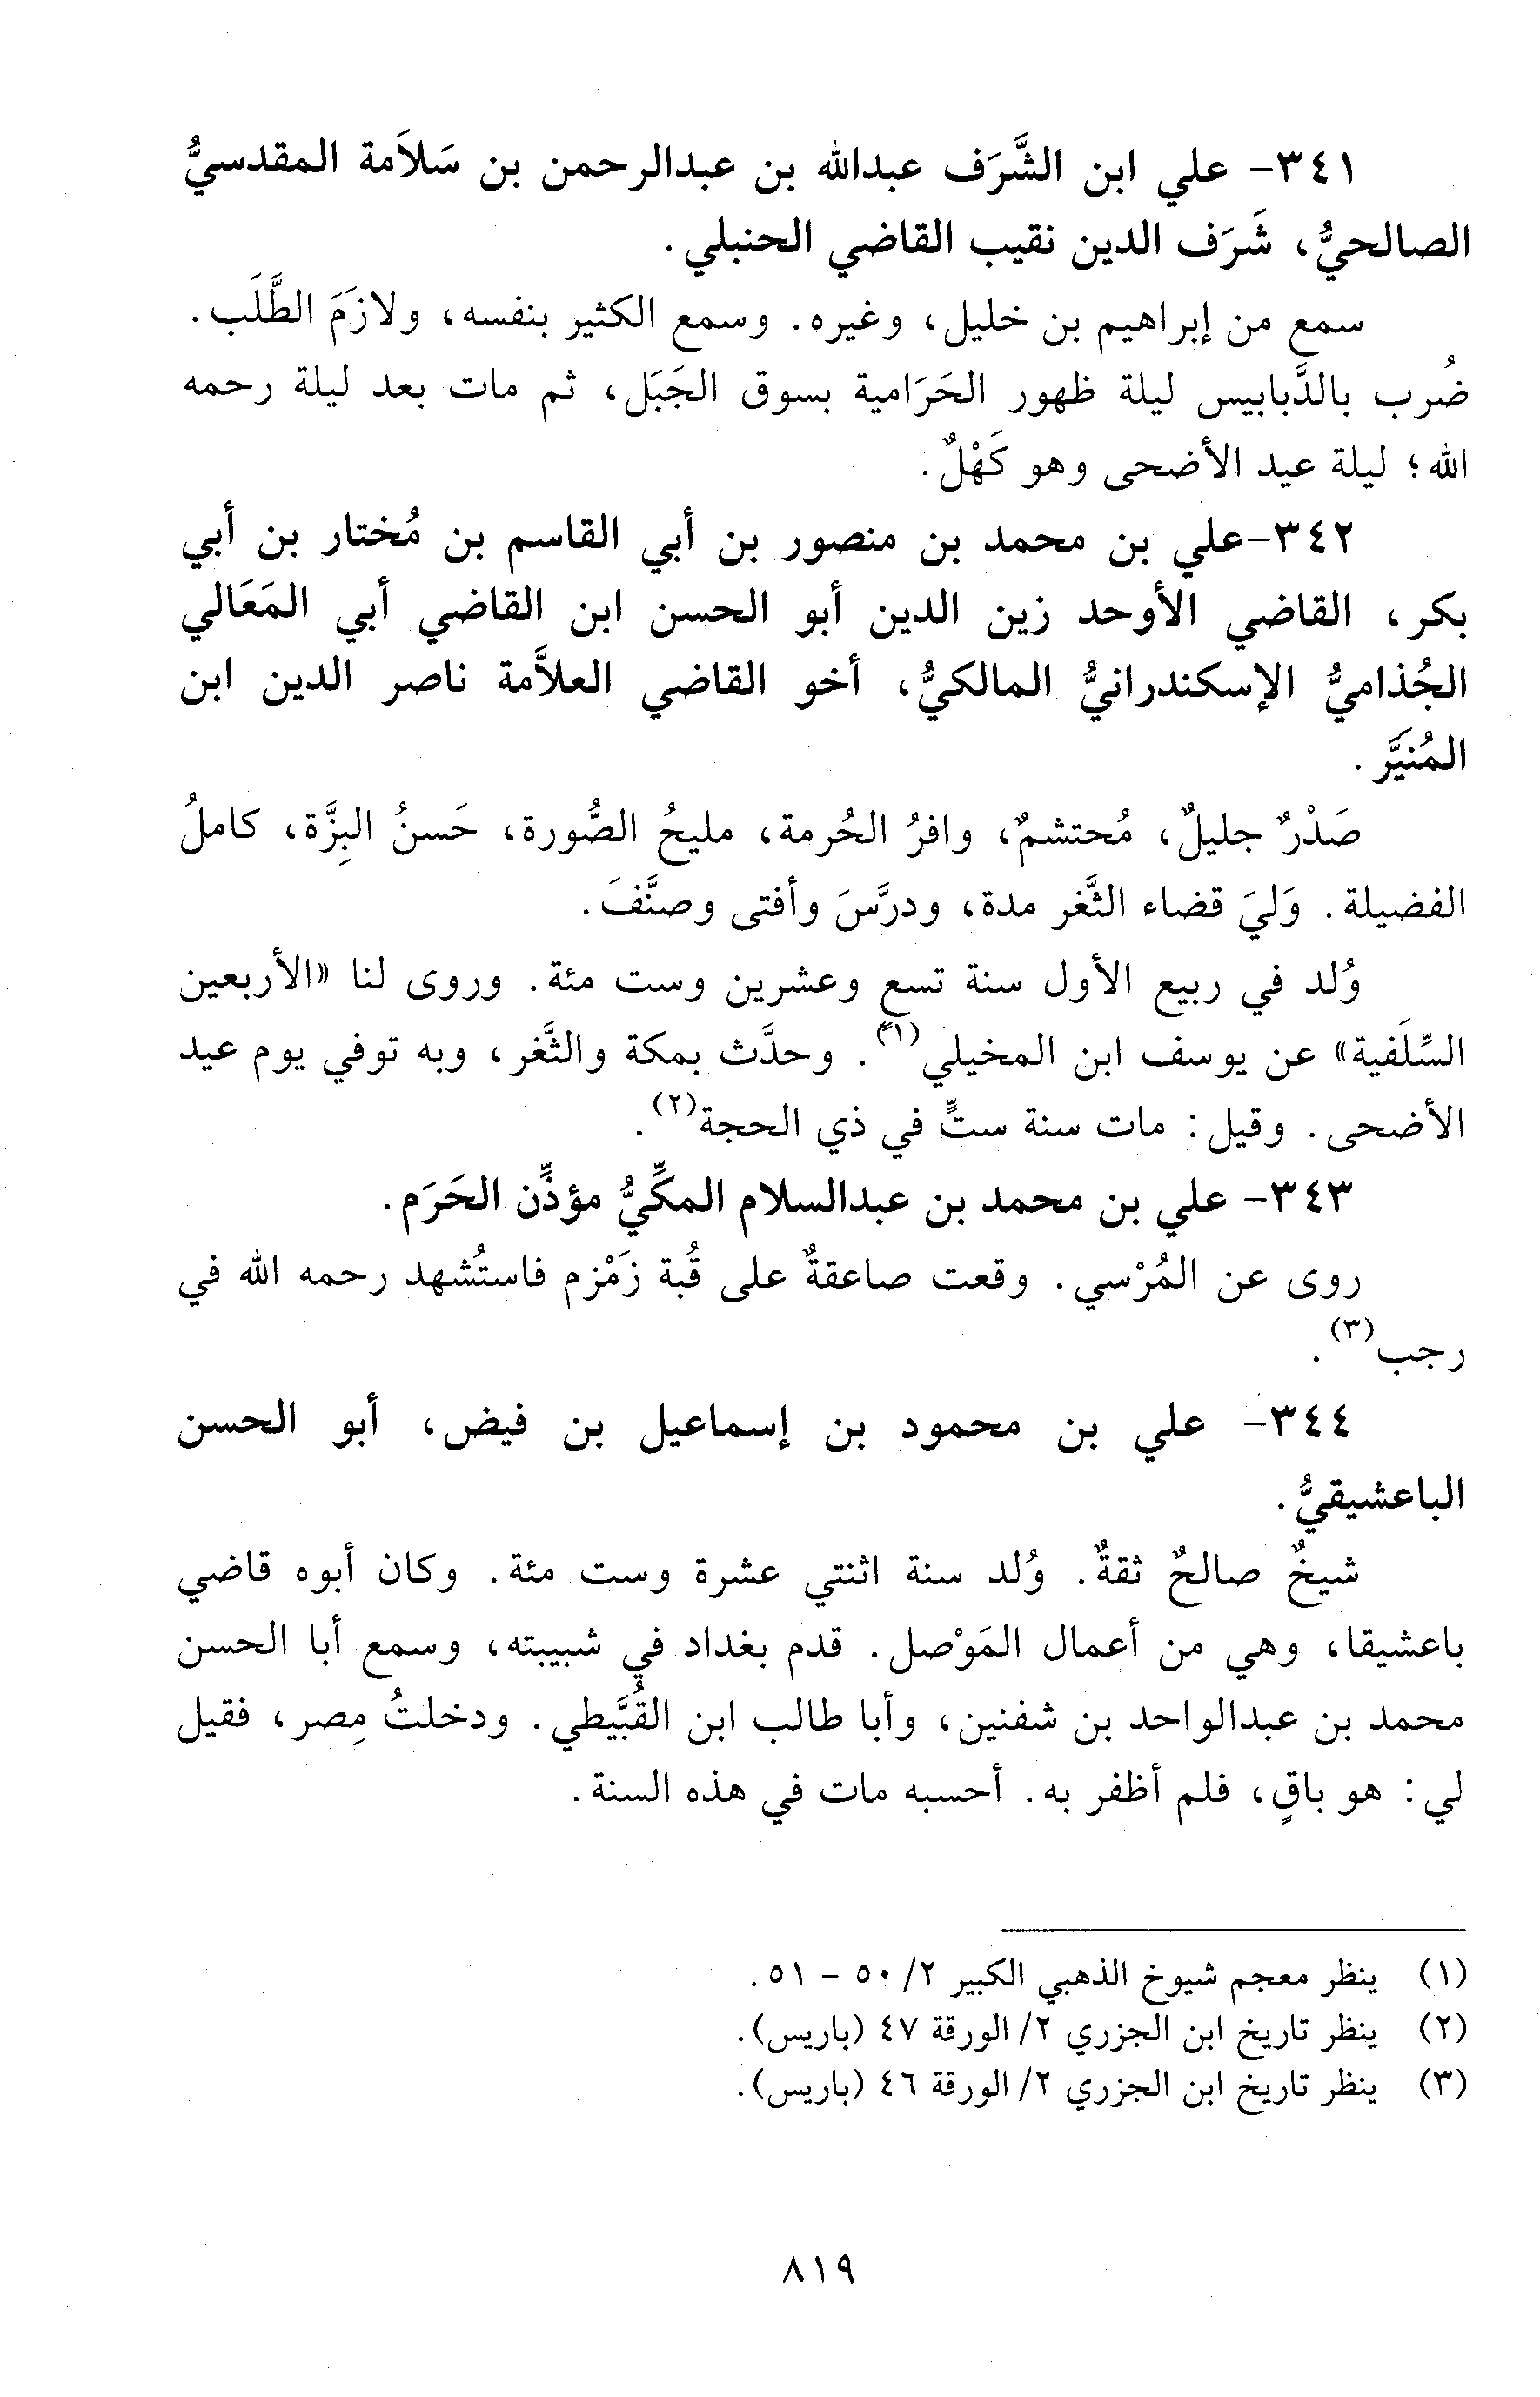 ٣٤١- علي ابن الشَّرَف عبدالله بن عبدالرحمن بن سَلاَمة المقدسيُّ
الصالحيُّ، شَرَف الدين نقيب القاضي الحنبلي.
سمع من إبراهيم بن خليل، وغيره. وسمع الكثير بنفسه، ولازَمَ الطَّلَب.
ضُرب بالدَّبابيس ليلة ظهور الحَرَامية بسوق الجَبَل، ثم مات بعد ليلة رحمه
الله؛ ليلة عيد الأضحى وهو كَهْلٌ.
٣٤٢-علي بن محمد بن منصور بن أبي القاسم بن مُختار بن أبي
بكر، القاضي الأوحد زين الدين أبو الحسن ابن القاضي أبي المَعَالي
الجُذاميُّ الإسكندرانيُّ المالكيُّ، أخو القاضي العلاَّمة ناصر الدين ابن
المُنيَّر.
صَدْرٌ جليلٌ، مُحتشمٌ، وافرُ الحُرمة، مليحُ الصُّورة، حَسنُ البِزَّة، كاملُ
الفضيلة. وَليَ قضاء الثَّغر مدة، ودرَّسَ وأفتى وصنَّفَ.
وُلد في ربيع الأول سنة تسع وعشرين وست مئة. وروى لنا «الأربعين
السِّلَفية» عن يوسف ابن المخيلي(١). وحدَّث بمكة والثَّغر، وبه توفي يوم عيد
الأضحى. وقيل: مات سنة ستٍّ في ذي الحجة(٢).
٣٤٣- علي بن محمد بن عبدالسلام المكِّيُّ مؤذِّن الحَرَم.
روى عن المُرْسي. وقعت صاعقةٌ على قُبة زَمْزم فاستُشهد رحمه الله في
رجب(٣).
٣٤٤- علي بن محمود بن إسماعيل بن فيض، أبو الحسن
الباعشيقيُّ.
شيخٌ صالحٌ ثقةٌ. وُلد سنة اثنتي عشرة وست مئة. وكان أبوه قاضي
باعشيقا، وهي من أعمال المَوْصل. قدم بغداد في شبيبته، وسمع أبا الحسن
محمد بن عبدالواحد بن شفنين، وأبا طالب ابن القُبَّيطي. ودخلتُ مِصر، فقيل
لي: هو باقٍ، فلم أظفر به. أحسبه مات في هذه السنة.
(١) ينظر معجم شيوخ الذهبي الكبير ٢/ ٥٠ - ٥١.
(٢) ينظر تاريخ ابن الجزري ٢/ الورقة ٤٧ (باريس).
(٣) ينظر تاريخ ابن الجزري ٢/ الورقة ٤٦ (باريس).
٨١٩